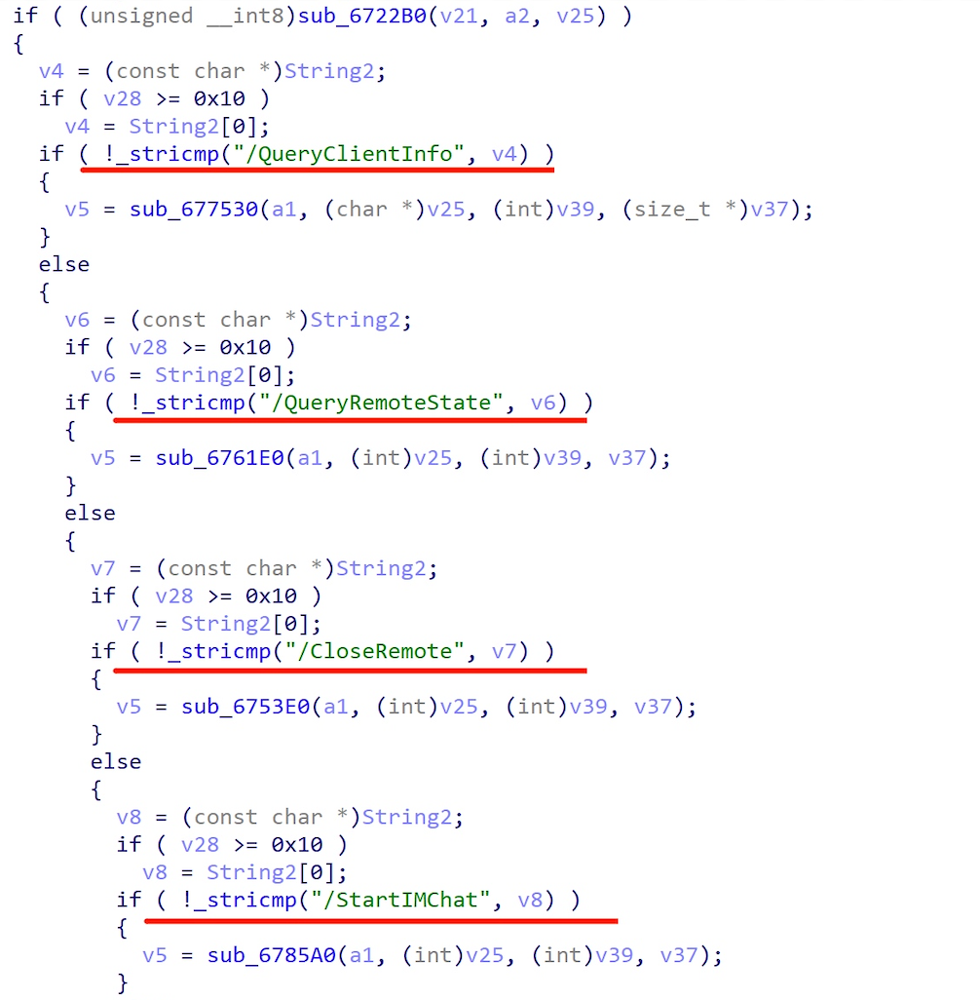 if ( (unsigned __int8)sub_6722B0(v21, a2, v25) )
{
  v4 = (const char *)String2;
  if ( v28 >= 0x10 )
    v4 = String2[0];
  if ( !_stricmp("/QueryClientInfo", v4) )
  {
    v5 = sub_677530(a1, (char *)v25, (int)v39, (size_t *)v37);
  }
  else
  {
    v6 = (const char *)String2;
    if ( v28 >= 0x10 )
      v6 = String2[0];
    if ( !_stricmp("/QueryRemoteState", v6) )
    {
      v5 = sub_6761E0(a1, (int)v25, (int)v39, v37);
    }
    else
    {
      v7 = (const char *)String2;
      if ( v28 >= 0x10 )
        v7 = String2[0];
      if ( !_stricmp("/CloseRemote", v7) )
      {
        v5 = sub_6753E0(a1, (int)v25, (int)v39, v37);
      }
      else
      {
        v8 = (const char *)String2;
        if ( v28 >= 0x10 )
          v8 = String2[0];
        if ( !_stricmp("/StartIMChat", v8) )
        {
          v5 = sub_6785A0(a1, (int)v25, (int)v39, v37);
        }